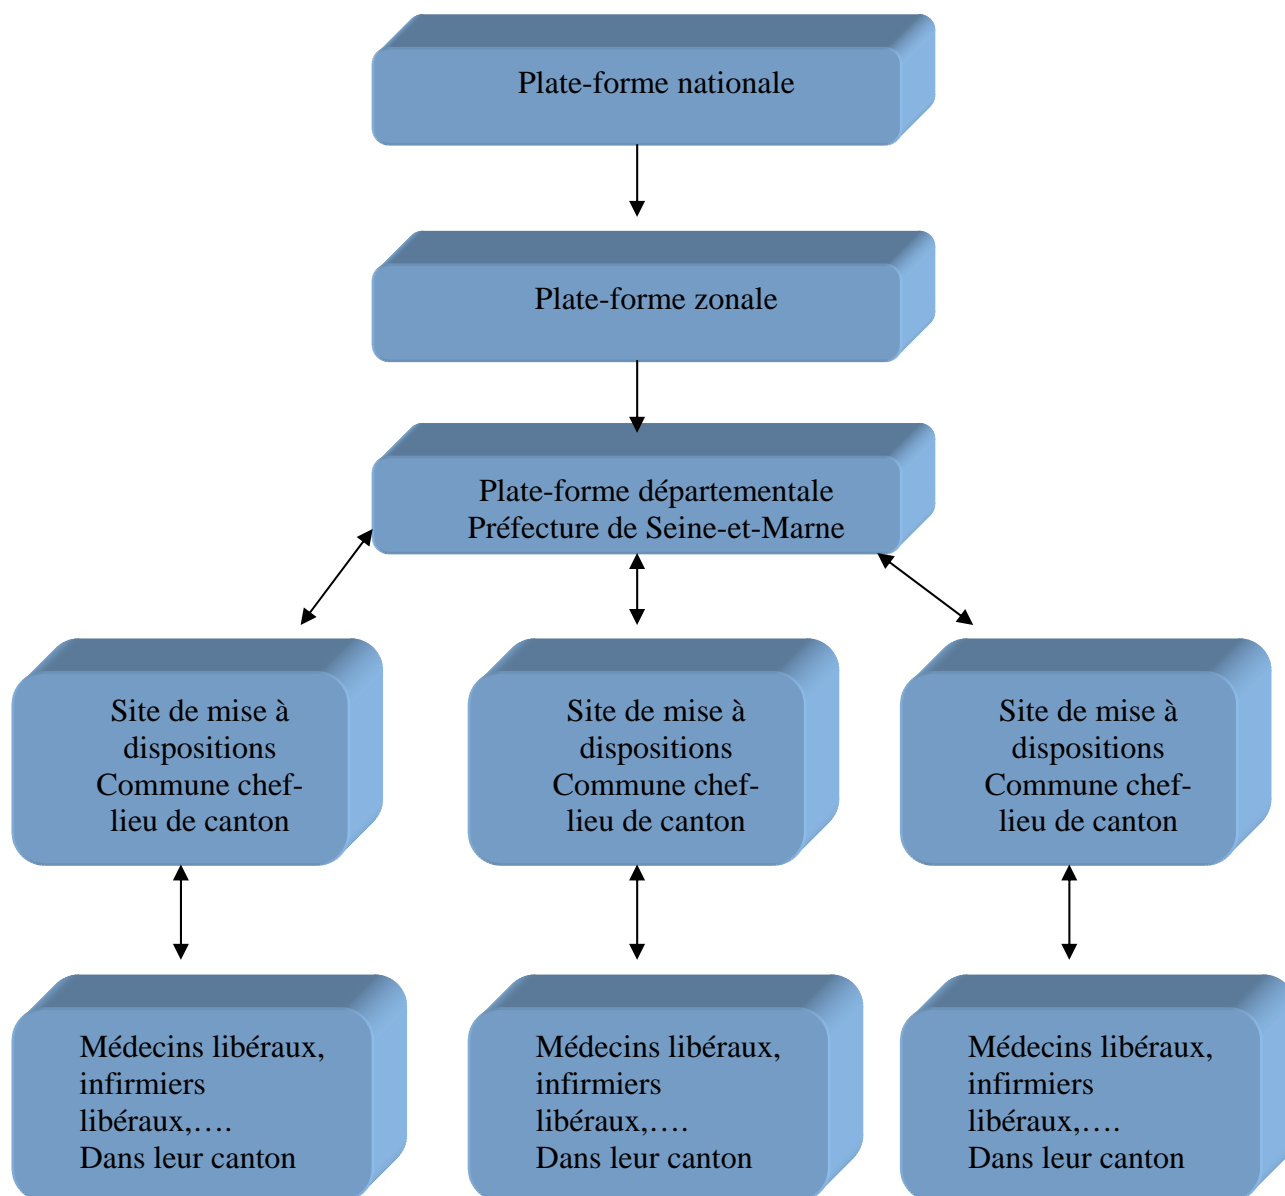 Plate-forme nationale
Plate-forme zonale
Plate-forme départementale
Préfecture de Seine-et-Marne
Site de mise à
dispositions
Commune chef-
lieu de canton
Site de mise à
dispositions
Commune chef-
lieu de canton
Site de mise à
dispositions
Commune chef-
lieu de canton
Médecins libéraux,
infirmiers
libéraux,….
Dans leur canton
Médecins libéraux,
infirmiers
libéraux,….
Dans leur canton
Médecins libéraux,
infirmiers
libéraux,….
Dans leur canton